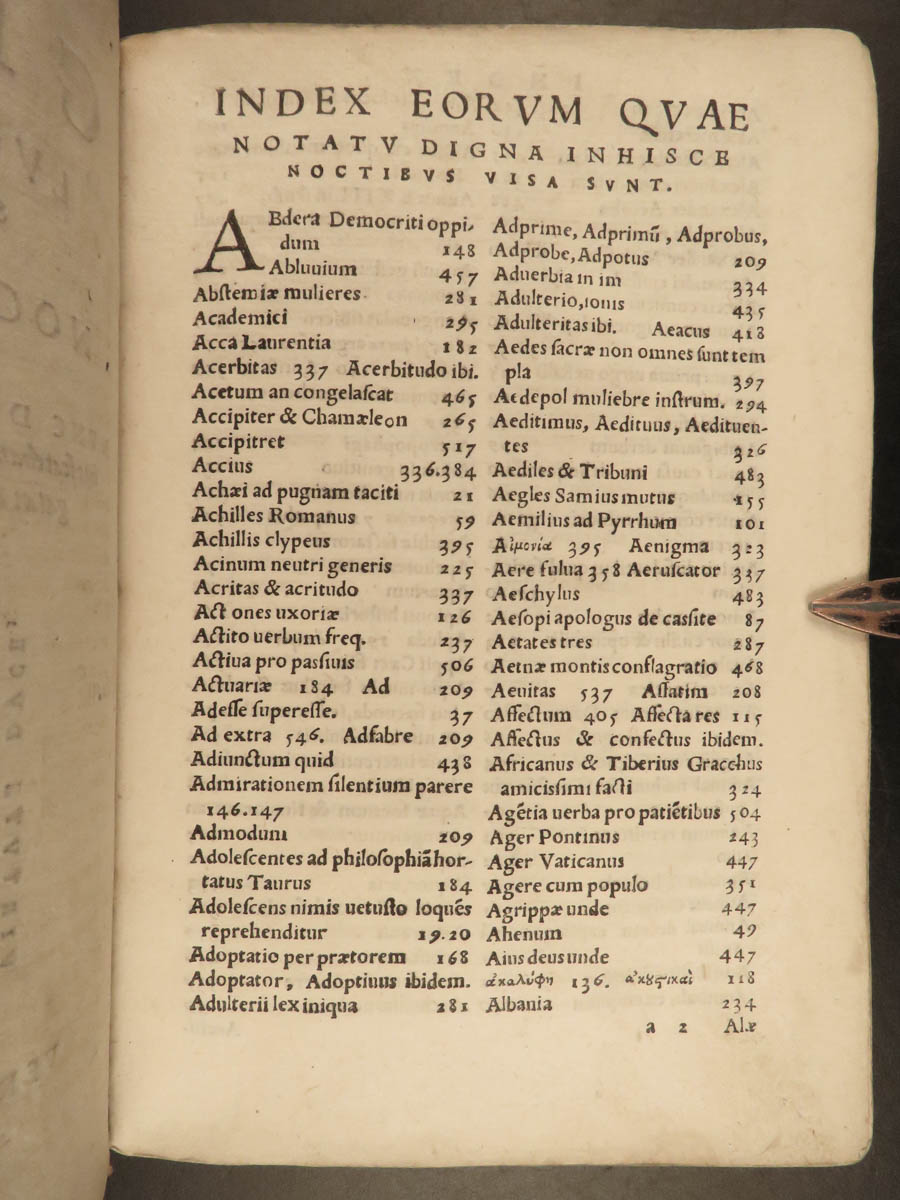 INDEX EORVM QVAE
NOTATV DIGNA INHISCE
NOCTIBVS VISA SVNT.
ABdera Democriti oppi-
dum 148
Abluuium 457
Abstemiæ mulieres 281
Academici 295
Acca Laurentia 182
Acerbitas 337 Acerbitudo ibi.
Acetum an congelaſcat 465
Accipiter & Chamæleon 265
Accipitret 517
Accius 336.384
Achæi ad pugnam taciti 21
Achilles Romanus 59
Achillis clypeus 395
Acinum neutri generis 225
Acritas & acritudo 337
Act ones uxoriæ 126
Actito uerbum freq. 237
Actiua pro paſsiuis 506
Actuariæ 184 Ad 209
Adeſſe ſupereſſe. 37
Ad extra 546. Adfabre 209
Adiunctum quid 438
Admirationem ſilentium parere
146.147
Admodum 209
Adoleſcentes ad philoſophiā hor-
tatus Taurus 184
Adoleſcens nimis uetuſto loquēs
reprehenditur 19.20
Adoptatio per prætorem 168
Adoptator, Adoptiuus ibidem.
Adulterii lex iniqua 281
Adprime, Adprimū, Adprobus,
Adprobe, Adpotus 209
Aduerbia in im 334
Adulterio, ionis 435
Adulteritas ibi. Aeacus 418
Aedes ſacræ non omnes ſunt tem
pla 397
Aedepol muliebre inſtrum. 294
Aeditimus, Aedituus, Aedituen-
tes 326
Aediles & Tribuni 483
Aegles Samius mutus 155
Aemilius ad Pyrrhum 101
Αἱμονία 395 Aenigma 323
Aere fulua 358 Aeruſcator 337
Aeſchylus 483
Aeſopi apologus de caſsite 87
Aetates tres 287
Aetnæ montis conflagratio 468
Aeuitas 537 Affatim 208
Affectum 405 Affectares 115
Affectus & confectus ibidem.
Africanus & Tiberius Gracchus
amiciſsimi facti 324
Agētia uerba pro patiētibus 504
Ager Pontinus 243
Ager Vaticanus 447
Agere cum populo 351
Agrippæ unde 447
Ahenum 49
Aius deus unde 447
ἀκαλύφη 136. ἀκουστικαὶ 118
Albania 234
a 2 Alæ